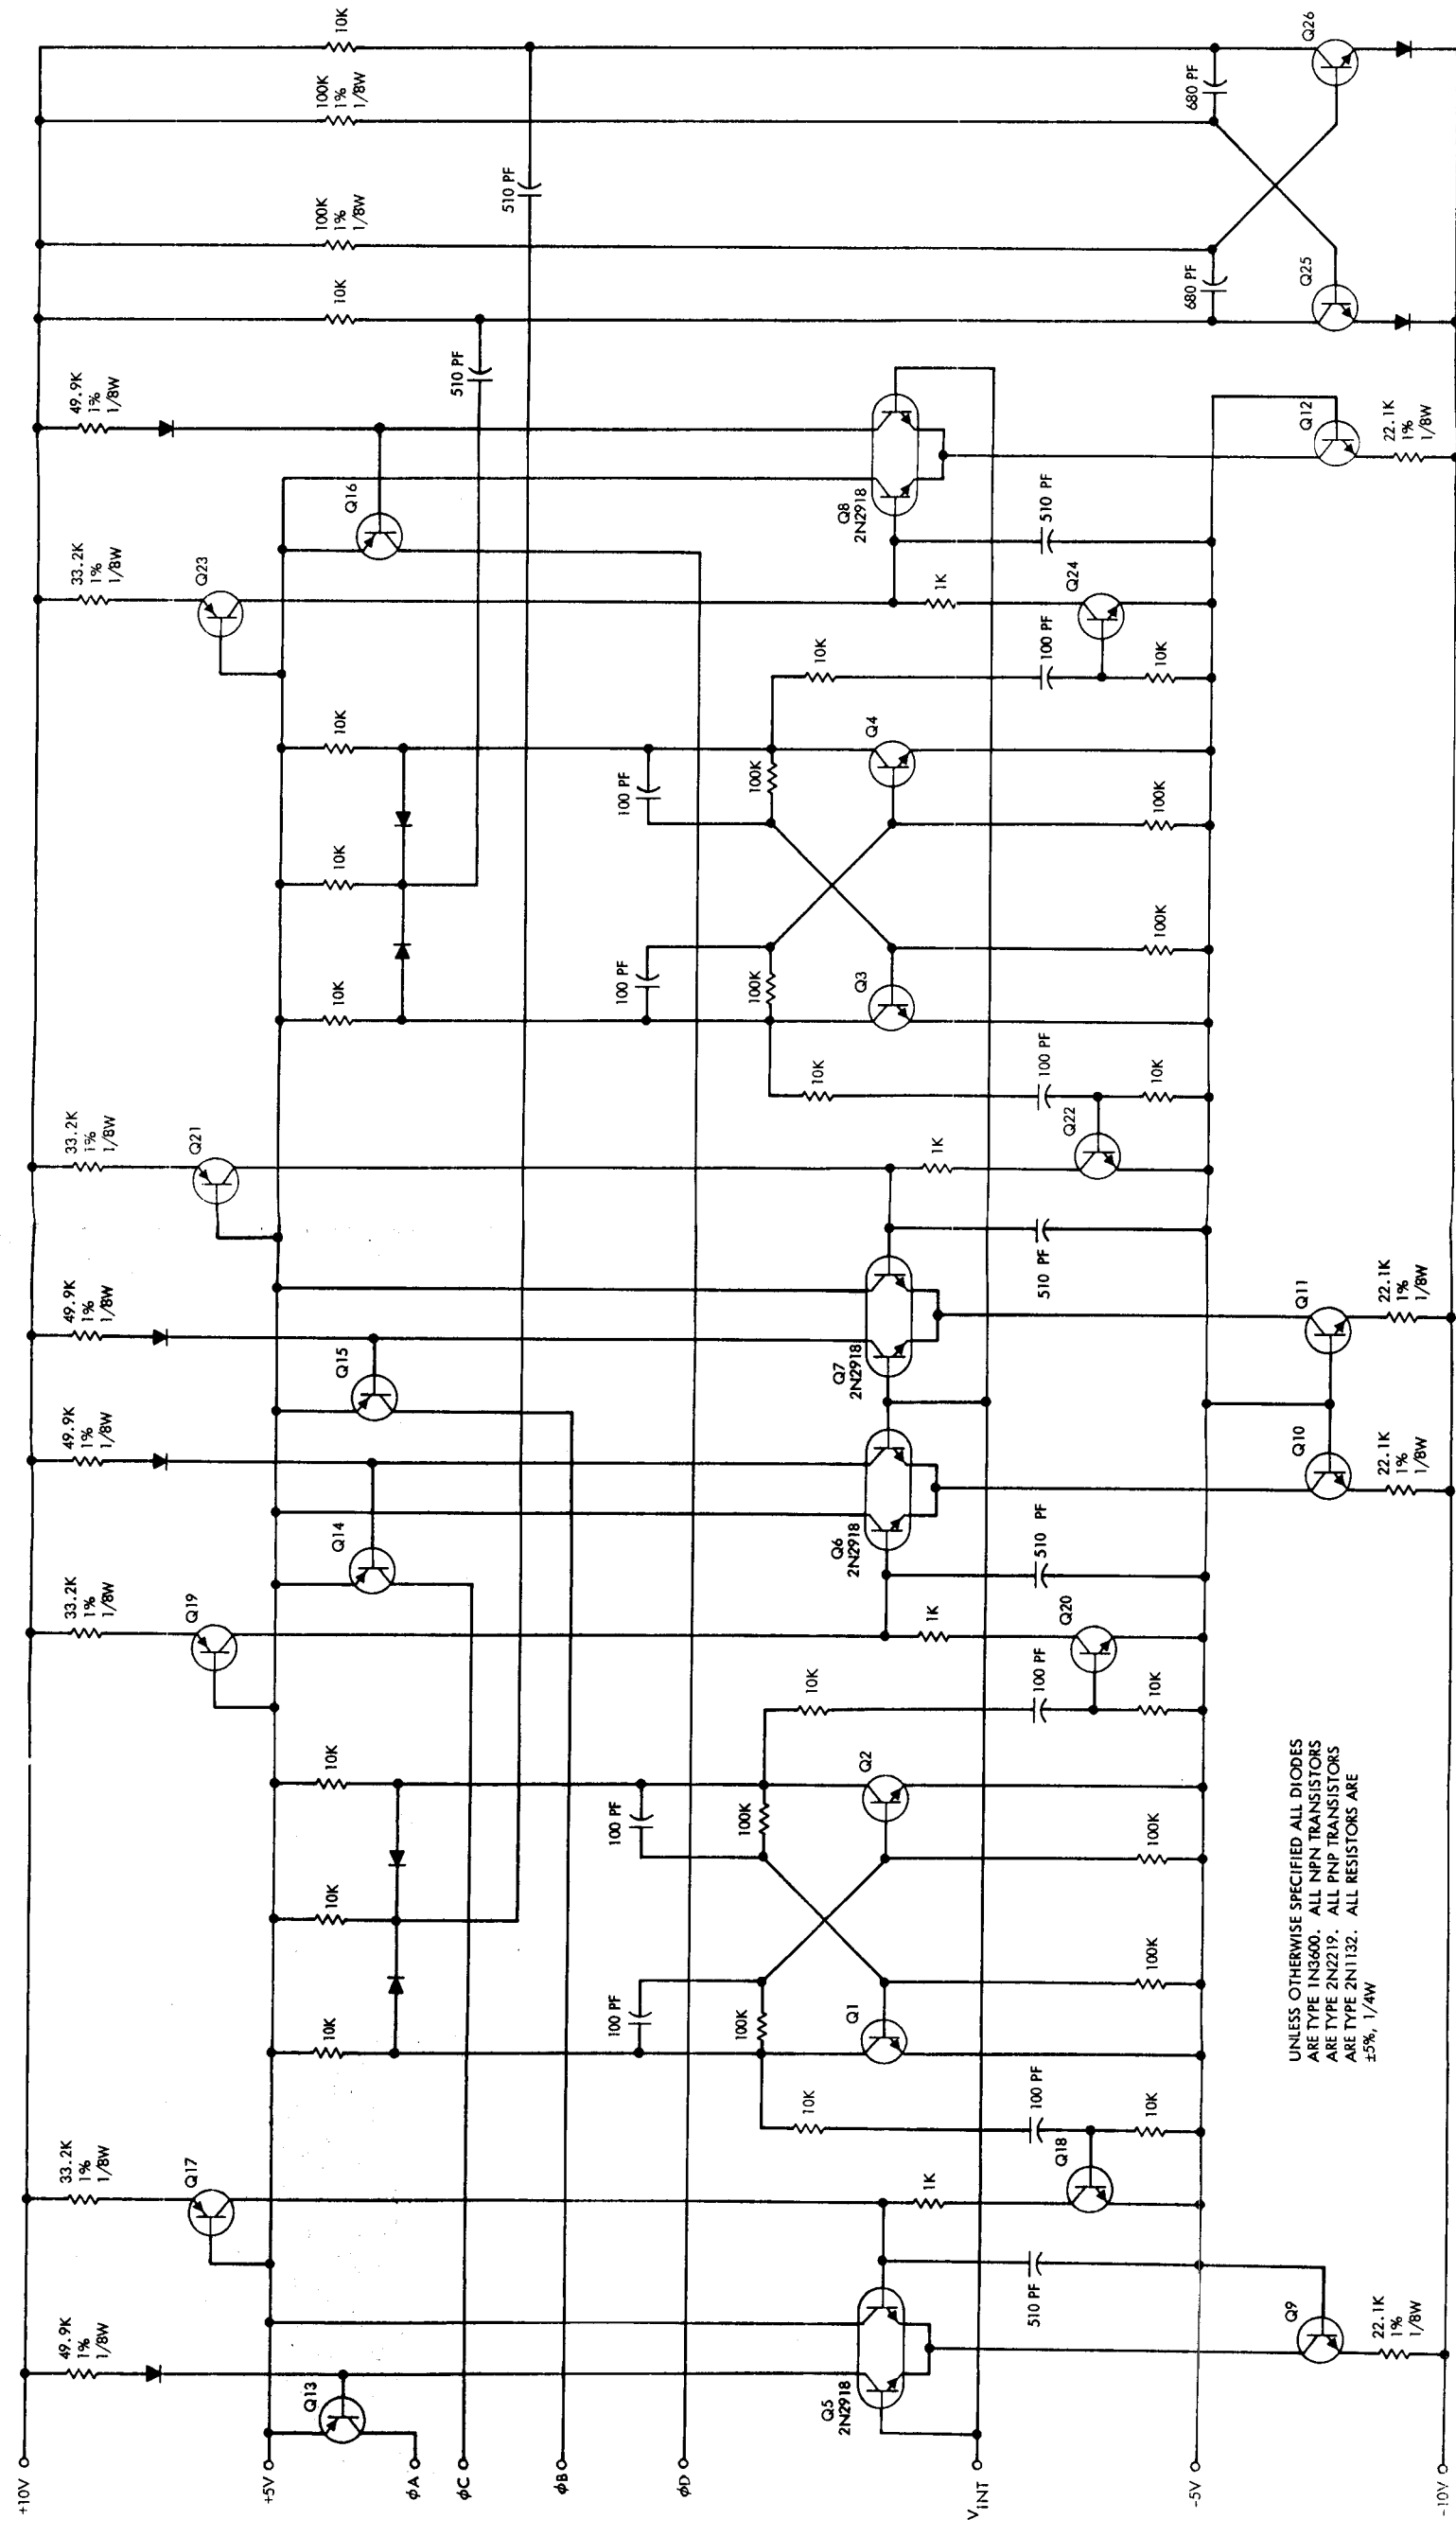 +10V
49.9K
1%
1/8W
33.2K
1%
1/8W
33.2K
1%
1/8W
49.9K
1%
1/8W
49.9K
1%
1/8W
33.2K
1%
1/8W
33.2K
1%
1/8W
49.9K
1%
1/8W
Q17
Q19
Q21
Q23
+5V
Q13
10K
10K
10K
Q14
Q15
10K
10K
10K
Q16
10K
100K
1%
1/8W
100K
1%
1/8W
10K
φA
φC
510 PF
510 PF
φB
100 PF
100 PF
100 PF
100 PF
φD
100K
100K
100K
100K
10K
10K
10K
10K
Q5
2N2918
Q1
Q2
Q6
2N2918
Q7
2N2918
Q3
Q4
Q8
2N2918
1K
1K
1K
1K
VINT
510 PF
100 PF
100 PF
510 PF
510 PF
100 PF
100 PF
510 PF
Q18
Q20
Q22
Q24
10K
100K
100K
10K
10K
100K
100K
10K
680 PF
680 PF
-5V
Q9
Q10
Q11
Q12
Q25
Q26
22.1K
1%
1/8W
22.1K
1%
1/8W
22.1K
1%
1/8W
22.1K
1%
1/8W
-10V
UNLESS OTHERWISE SPECIFIED ALL DIODES
ARE TYPE 1N3600. ALL NPN TRANSISTORS
ARE TYPE 2N2219. ALL PNP TRANSISTORS
ARE TYPE 2N1132. ALL RESISTORS ARE
±5%, 1/4W